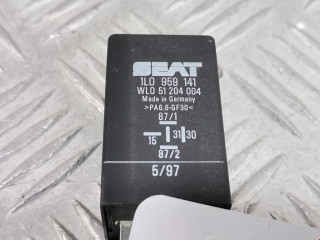 SEAT
1L0 959 141
WL0 51 204 004
Made in Germany
>PA6.6-GF30<
87/1
15 31 30
87/2
5/97